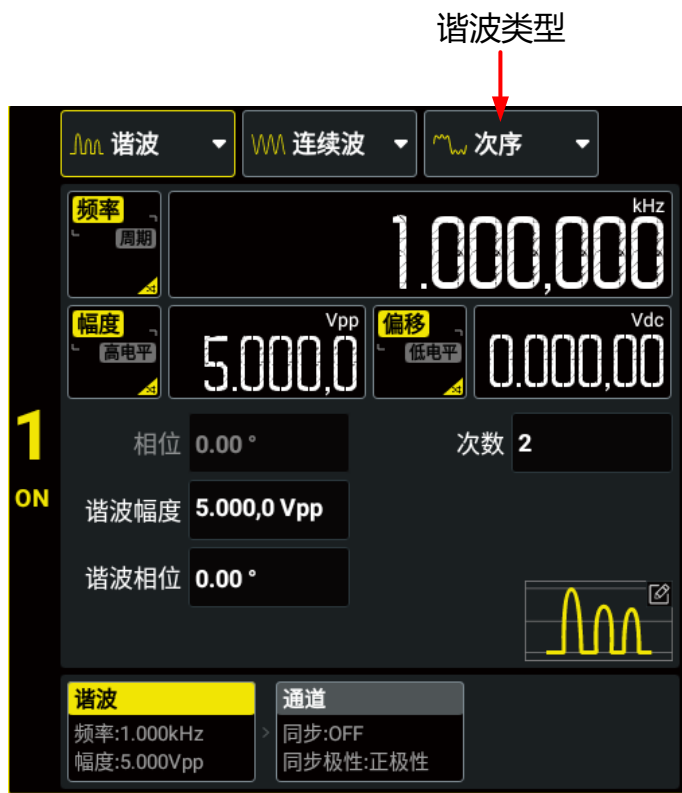 谐波类型
谐波
连续波
次序
频率
周期
kHz
1.000,000
幅度
高电平
Vpp
5.000,0
偏移
低电平
Vdc
0.000,00
1
ON
相位 0.00 °
次数 2
谐波幅度 5.000,0 Vpp
谐波相位 0.00 °
谐波
频率:1.000kHz
幅度:5.000Vpp
>
通道
同步:OFF
同步极性:正极性